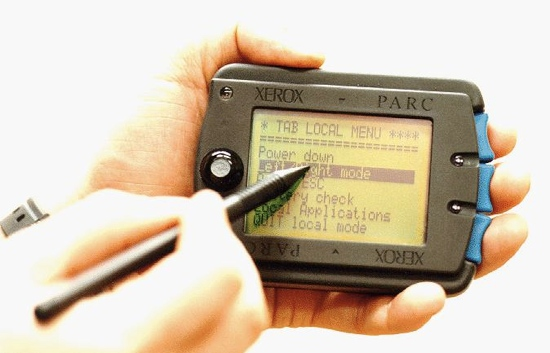 XEROX - PARC
* TAB LOCAL MENU ****
====================
Power down
mode
ESC
check
Applications
QUIT local mode
PARC XEROX